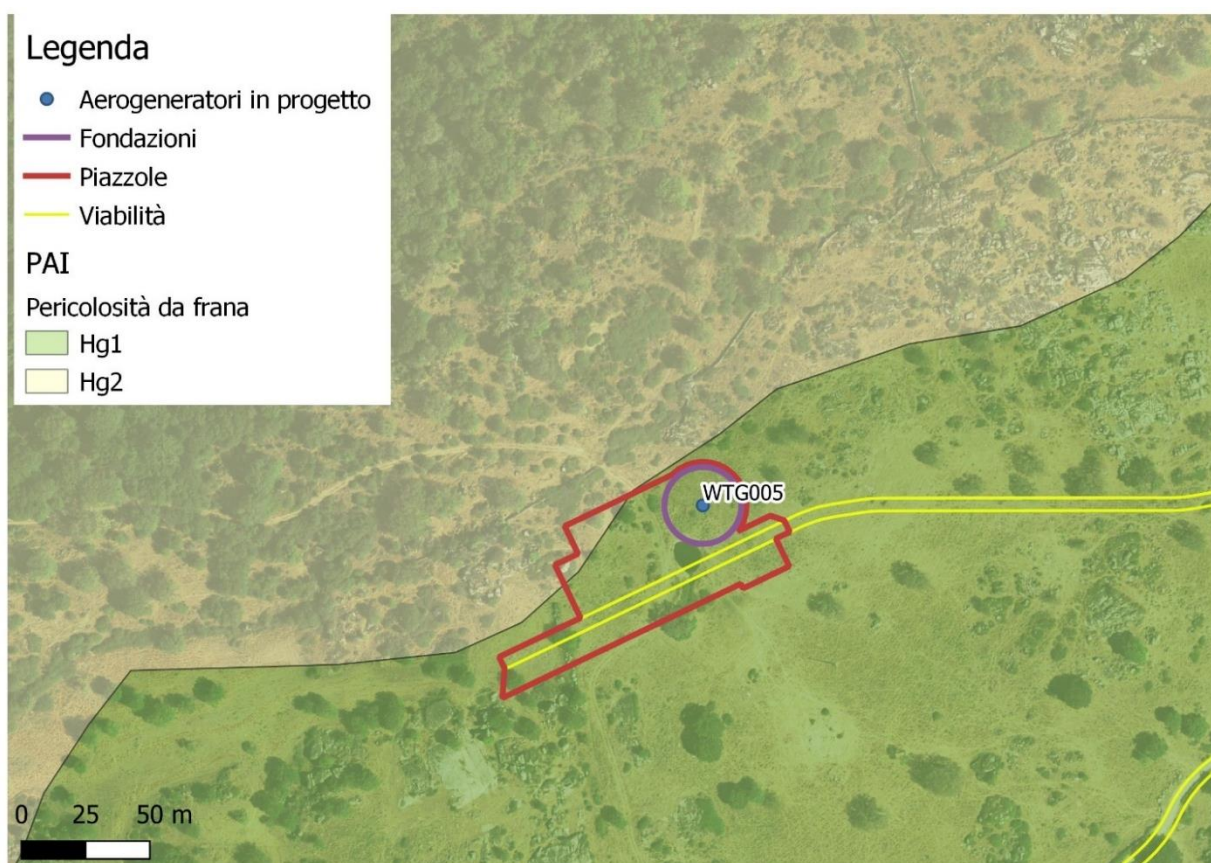 Legenda
Aerogeneratori in progetto
Fondazioni
Piazzole
Viabilità
PAI
Pericolosità da frana
Hg1
Hg2
WTG005
0 25 50 m